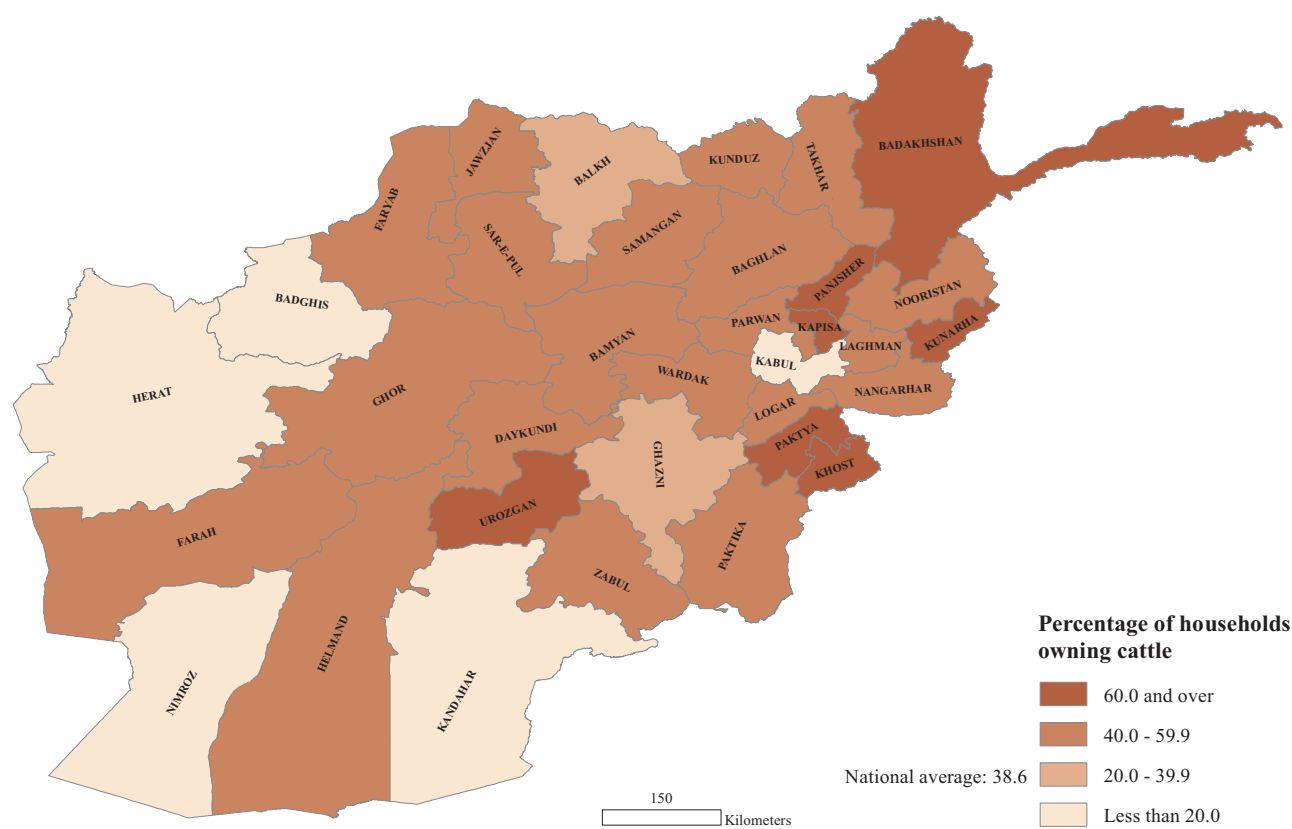 BADAKHSHAN
JAWZJAN
BALKH
KUNDUZ
TAKHAR
FARYAB
SAR-E-PUL
SAMANGAN
BAGHLAN
PANJSHER
NOORISTAN
BADGHIS
PARWAN
KAPISA
KUNARHA
BAMYAN
LAGHMAN
KABUL
HERAT
GHOR
WARDAK
NANGARHAR
LOGAR
DAYKUNDI
PAKTYA
GHAZNI
KHOST
UROZGAN
FARAH
PAKTIKA
ZABUL
HELMAND
NIMROZ
KANDAHAR
Percentage of households
owning cattle
60.0 and over
40.0 - 59.9
National average: 38.6
20.0 - 39.9
Less than 20.0
150
Kilometers